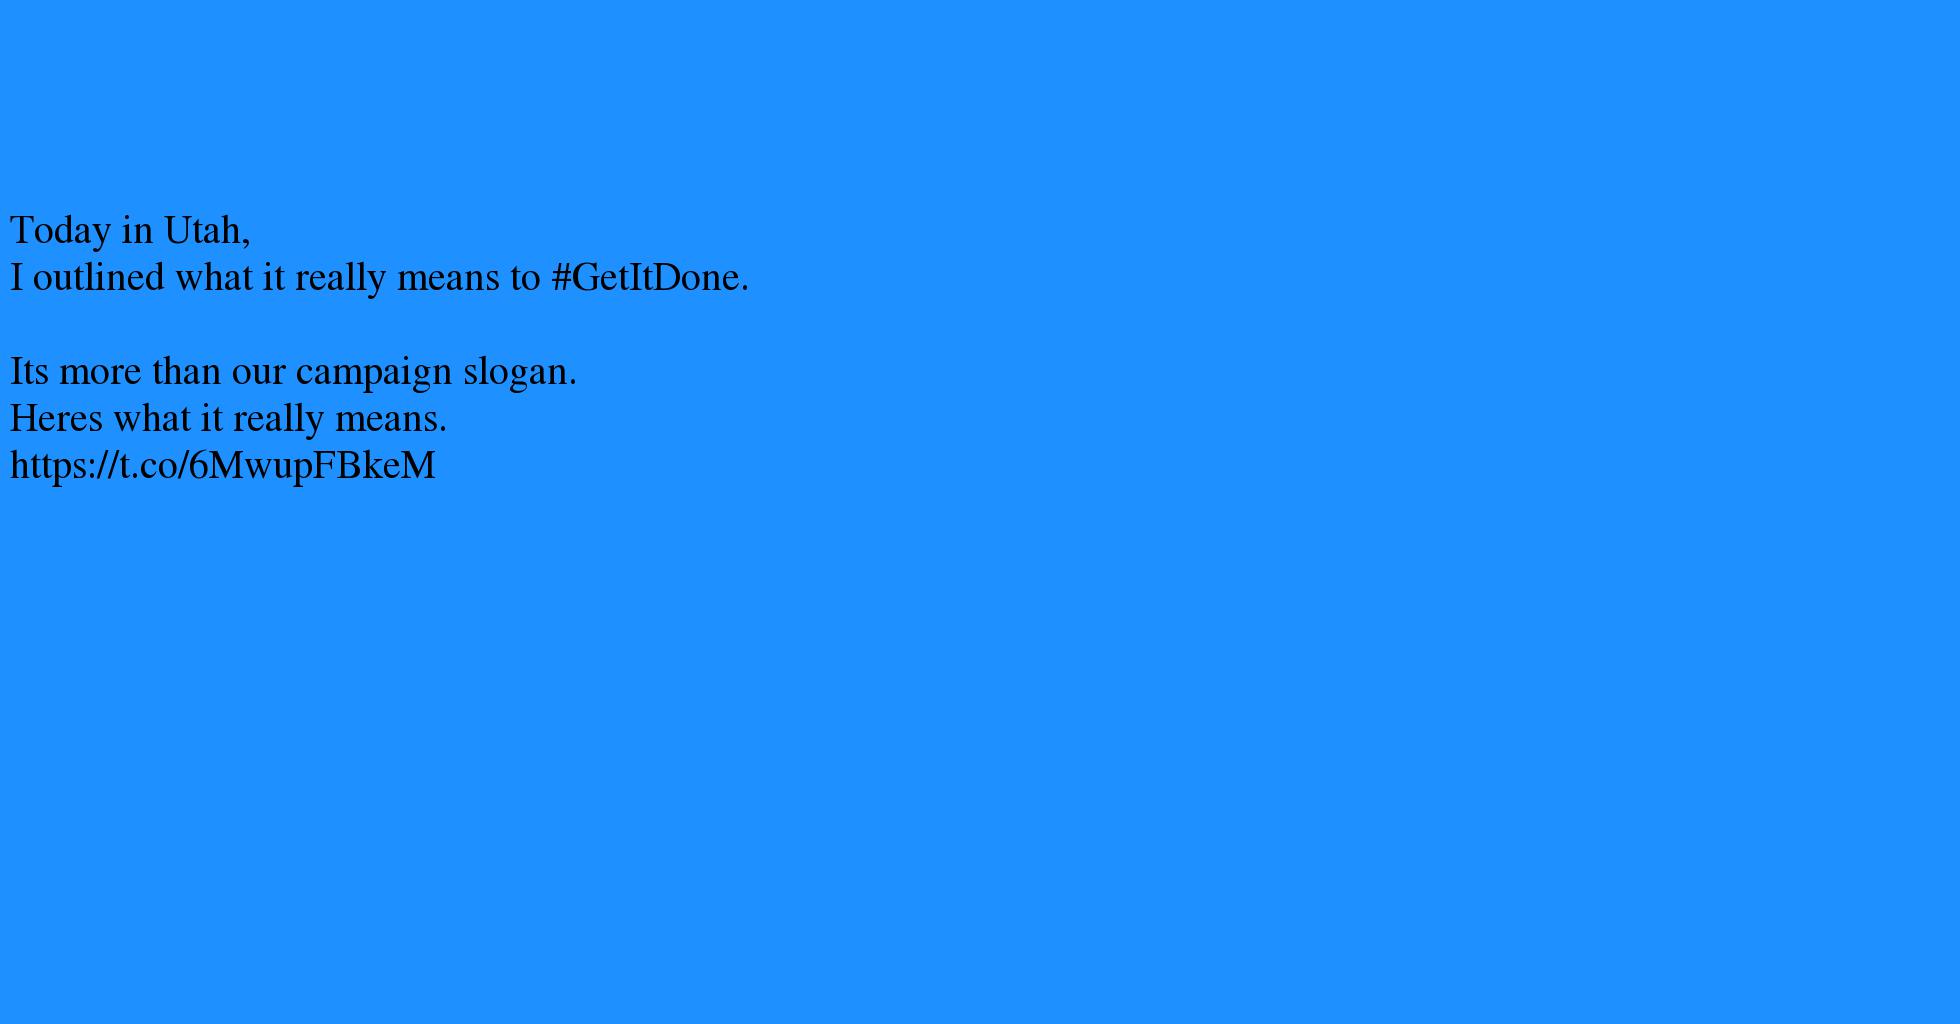 Today in Utah,
I outlined what it really means to #GetItDone.
Its more than our campaign slogan.
Heres what it really means.
https://t.co/6MwupFBkeM